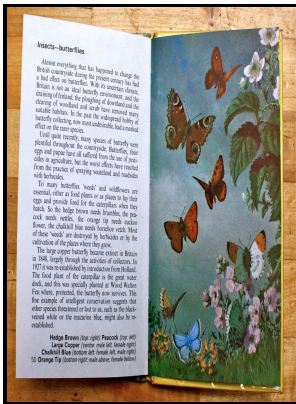 Insects—butterflies
Almost everything that has happened to change the
British countryside during the present century has had
a bad effect on butterflies. With its uncertain climate,
Britain is not an ideal butterfly environment, and the
draining of fenland, the ploughing of downland and the
clearing of woodland and scrub have removed many
suitable habitats. In the past the widespread hobby of
butterfly collecting, now most undesirable, had a marked
effect on the rarer species.
Until quite recently, many species of butterfly were
plentiful throughout the countryside. Butterflies, their
eggs and pupae have all suffered from the use of pesti-
cides in agriculture, but the worst effects have resulted
from the practice of spraying wasteland and roadsides
with herbicides.
To many butterflies 'weeds' and wildflowers are
essential, either as food plants or as places to lay their
eggs and provide food for the caterpillars when they
hatch. So the hedge brown needs brambles, the pea-
cock needs nettles, the orange tip needs cuckoo
flower, the chalkhill blue needs horseshoe vetch. Most
of these 'weeds' are destroyed by herbicides or by the
cultivation of the places where they grow.
The large copper butterfly became extinct in Britain
in 1848, largely through the activities of collectors. In
1927 it was re-established by introduction from Holland.
The food plant of the caterpillar is the great water
dock, and this was specially planted at Wood Walton
Fen where, protected, the butterfly now survives. This
fine example of intelligent conservation suggests that
other species threatened or lost to us, such as the black-
veined white or the mazarine blue, might also be re-
established.
Hedge Brown (top: right) Peacock (top: left)
Large Copper (centre: male left, female right)
Chalkhill Blue (bottom left: female left, male right)
50 Orange Tip (bottom right: male above, female below)